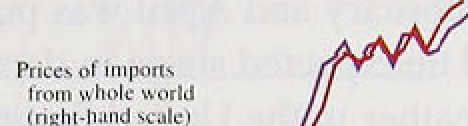 Prices of imports
from whole world
(right-hand scale)